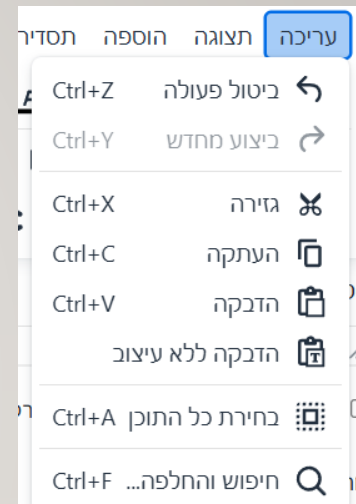 עריכה תצוגה הוספה
ביטול פעולה Ctrl+Z
ביצוע מחדש Ctrl+Y
גזירה Ctrl+X
העתקה Ctrl+C
הדבקה Ctrl+V
הדבקה ללא עיצוב
בחירת כל התוכן Ctrl+A
חיפוש והחלפה... Ctrl+F